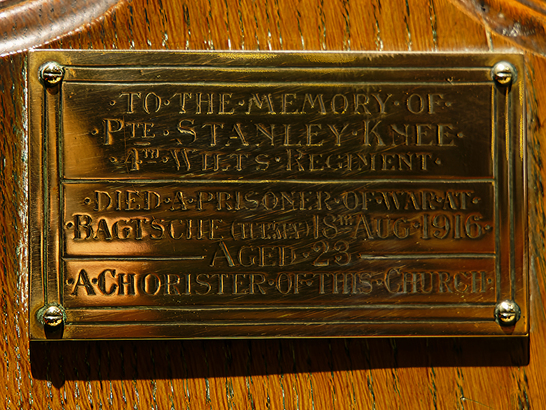 ·TO·THE·MEMORY·OF·
·PTE·STANLEY·KNEE·
·4TH·WILTS·REGIMENT·
·DIED·A·PRISONER·OF·WAR·AT·
·BAGTSCHE 18TH AUG·1916·
AGED·23
·A·CHORISTER·OF·THIS·CHURCH·